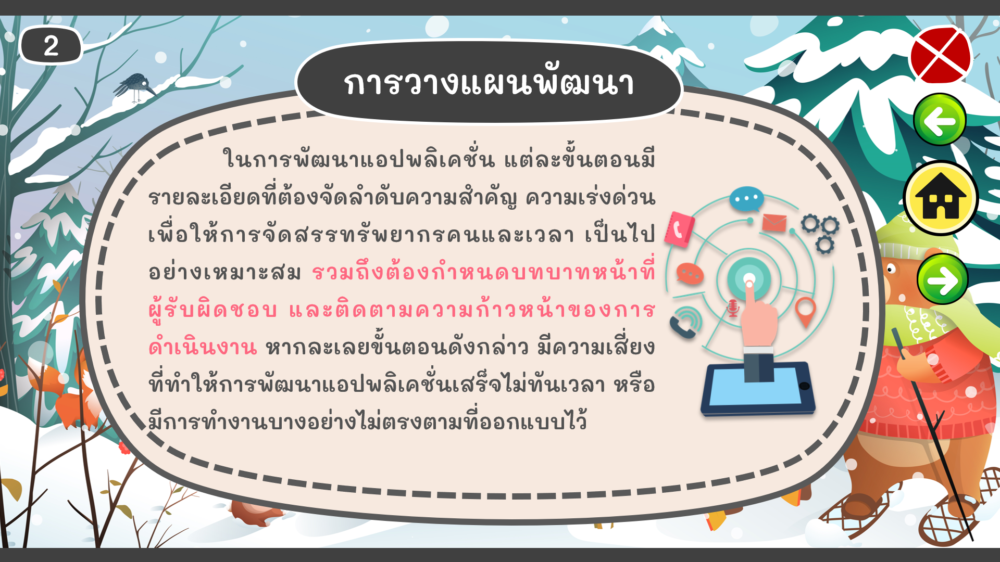 2
การวางแผนพัฒนา
ในการพัฒนาแอปพลิเคชั่น แต่ละขั้นตอนมี
รายละเอียดที่ต้องจัดลำดับความสำคัญ ความเร่งด่วน
เพื่อให้การจัดสรรทรัพยากรคนและเวลา เป็นไป
อย่างเหมาะสม รวมถึงต้องกำหนดบทบาทหน้าที่
ผู้รับผิดชอบ และติดตามความก้าวหน้าของการ
ดำเนินงาน หากละเลยขั้นตอนดังกล่าว มีความเสี่ยง
ที่ทำให้การพัฒนาแอปพลิเคชั่นเสร็จไม่ทันเวลา หรือ
มีการทำงานบางอย่างไม่ตรงตามที่ออกแบบไว้